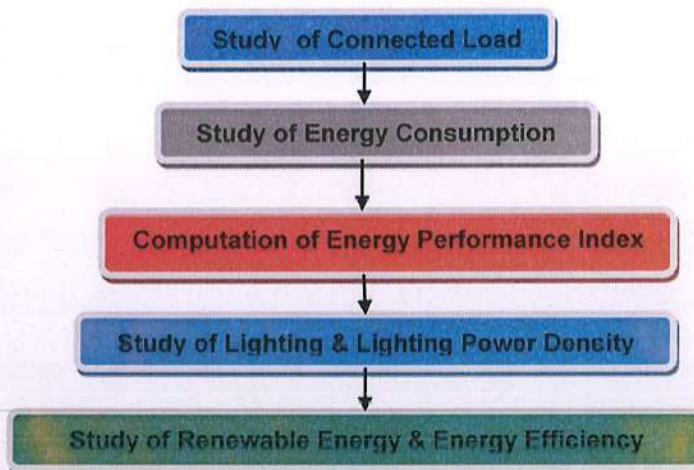 Study of Connected Load
Study of Energy Consumption
Computation of Energy Performance Index
Study of Lighting & Lighting Power Density
Study of Renewable Energy & Energy Efficiency